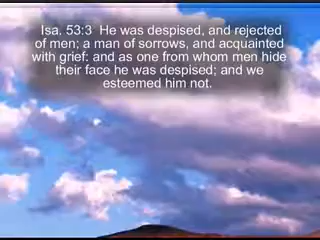 Isa. 53:3  He was despised, and rejected
of men; a man of sorrows, and acquainted
with grief: and as one from whom men hide
their face he was despised; and we
esteemed him not.